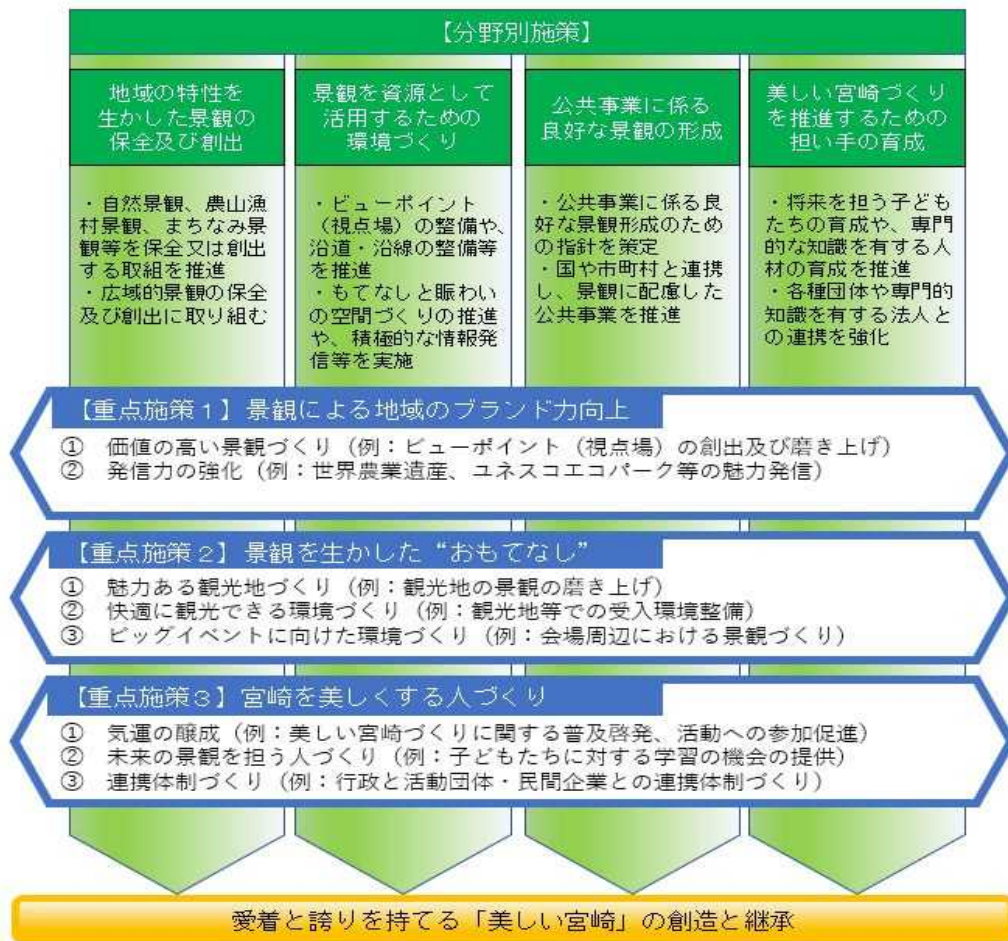 【分野別施策】
地域の特性を
生かした景観の
保全及び創出
・自然景観、農山漁
村景観、まちなみ景
観等を保全又は創出
する取組を推進
・広域的景観の保全
及び創出に取り組む
景観を資源として
活用するための
環境づくり
・ビューポイント
（視点場）の整備や、
沿道・沿線の整備等
を推進
・もてなしと賑わい
の空間づくりの推進
や、積極的な情報発
信等を実施
公共事業に係る
良好な景観の形成
・公共事業に係る良
好な景観形成のため
の指針を策定
・国や市町村と連携
し、景観に配慮した
公共事業を推進
美しい宮崎づくり
を推進するための
担い手の育成
・将来を担う子ども
たちの育成や、専門
的な知識を有する人
材の育成を推進
・各種団体や専門的
知識を有する法人と
の連携を強化
【重点施策１】景観による地域のブランド力向上
① 価値の高い景観づくり（例：ビューポイント（視点場）の創出及び磨き上げ）
② 発信力の強化（例：世界農業遺産、ユネスコエコパーク等の魅力発信）
【重点施策２】景観を生かした“おもてなし”
① 魅力ある観光地づくり（例：観光地の景観の磨き上げ）
② 快適に観光できる環境づくり（例：観光地等での受入環境整備）
③ ビッグイベントに向けた環境づくり（例：会場周辺における景観づくり）
【重点施策３】宮崎を美しくする人づくり
① 気運の醸成（例：美しい宮崎づくりに関する普及啓発、活動への参加促進）
② 未来の景観を担う人づくり（例：子どもたちに対する学習の機会の提供）
③ 連携体制づくり（例：行政と活動団体・民間企業との連携体制づくり）
愛着と誇りを持てる「美しい宮崎」の創造と継承